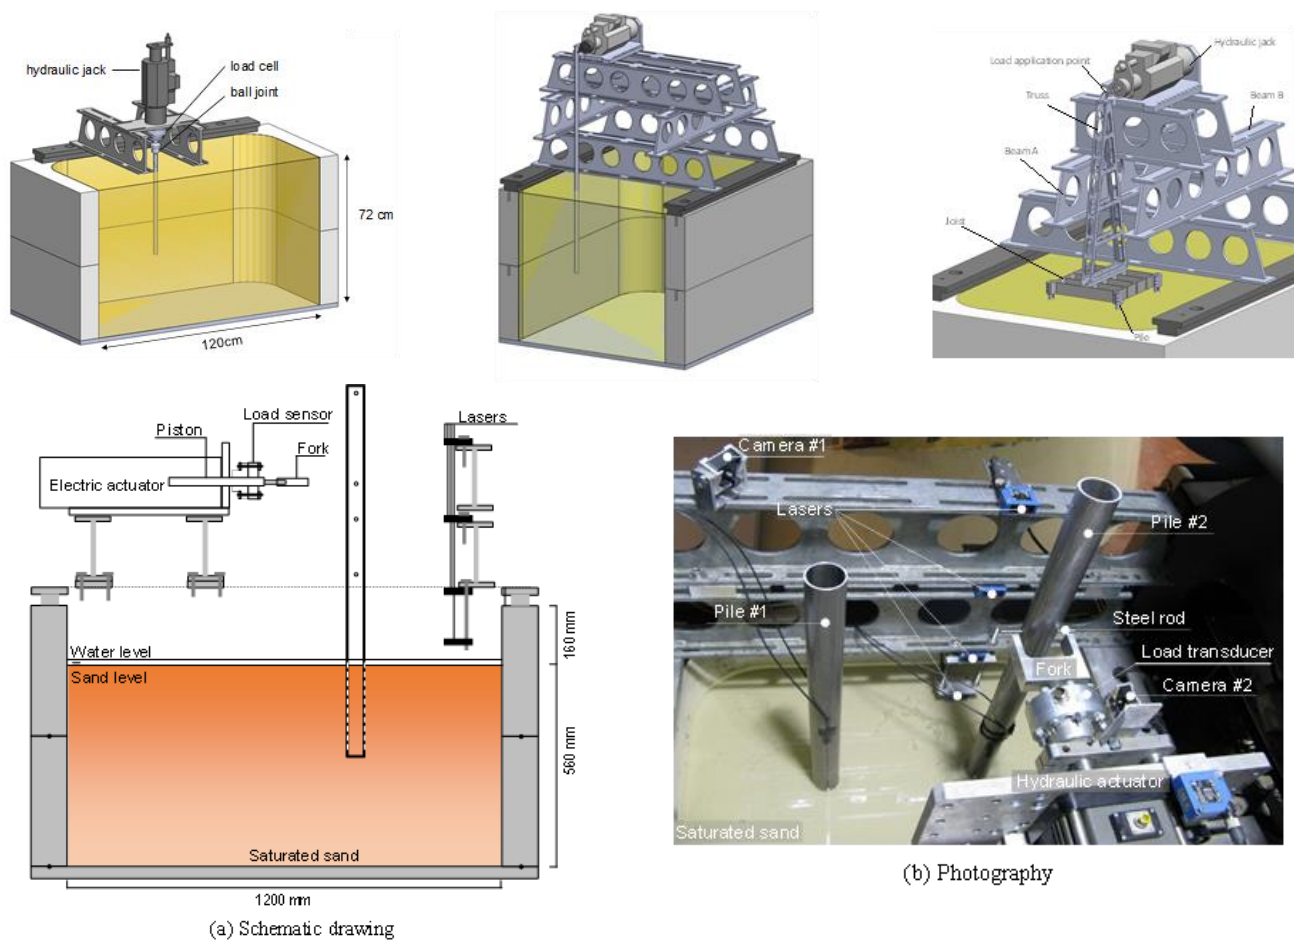 hydraulic jack
load cell
ball joint
72 cm
120cm
Hydraulic jack
Load application point
Truss
Beam B
Beam A
Joist
Pile
Load sensor
Piston
Fork
Lasers
Electric actuator
Water level
Sand level
160 mm
560 mm
Saturated sand
1200 mm
(a) Schematic drawing
Camera #1
Lasers
Pile #2
Pile #1
Steel rod
Fork
Load transducer
Camera #2
Hydraulic actuator
Saturated sand
(b) Photography